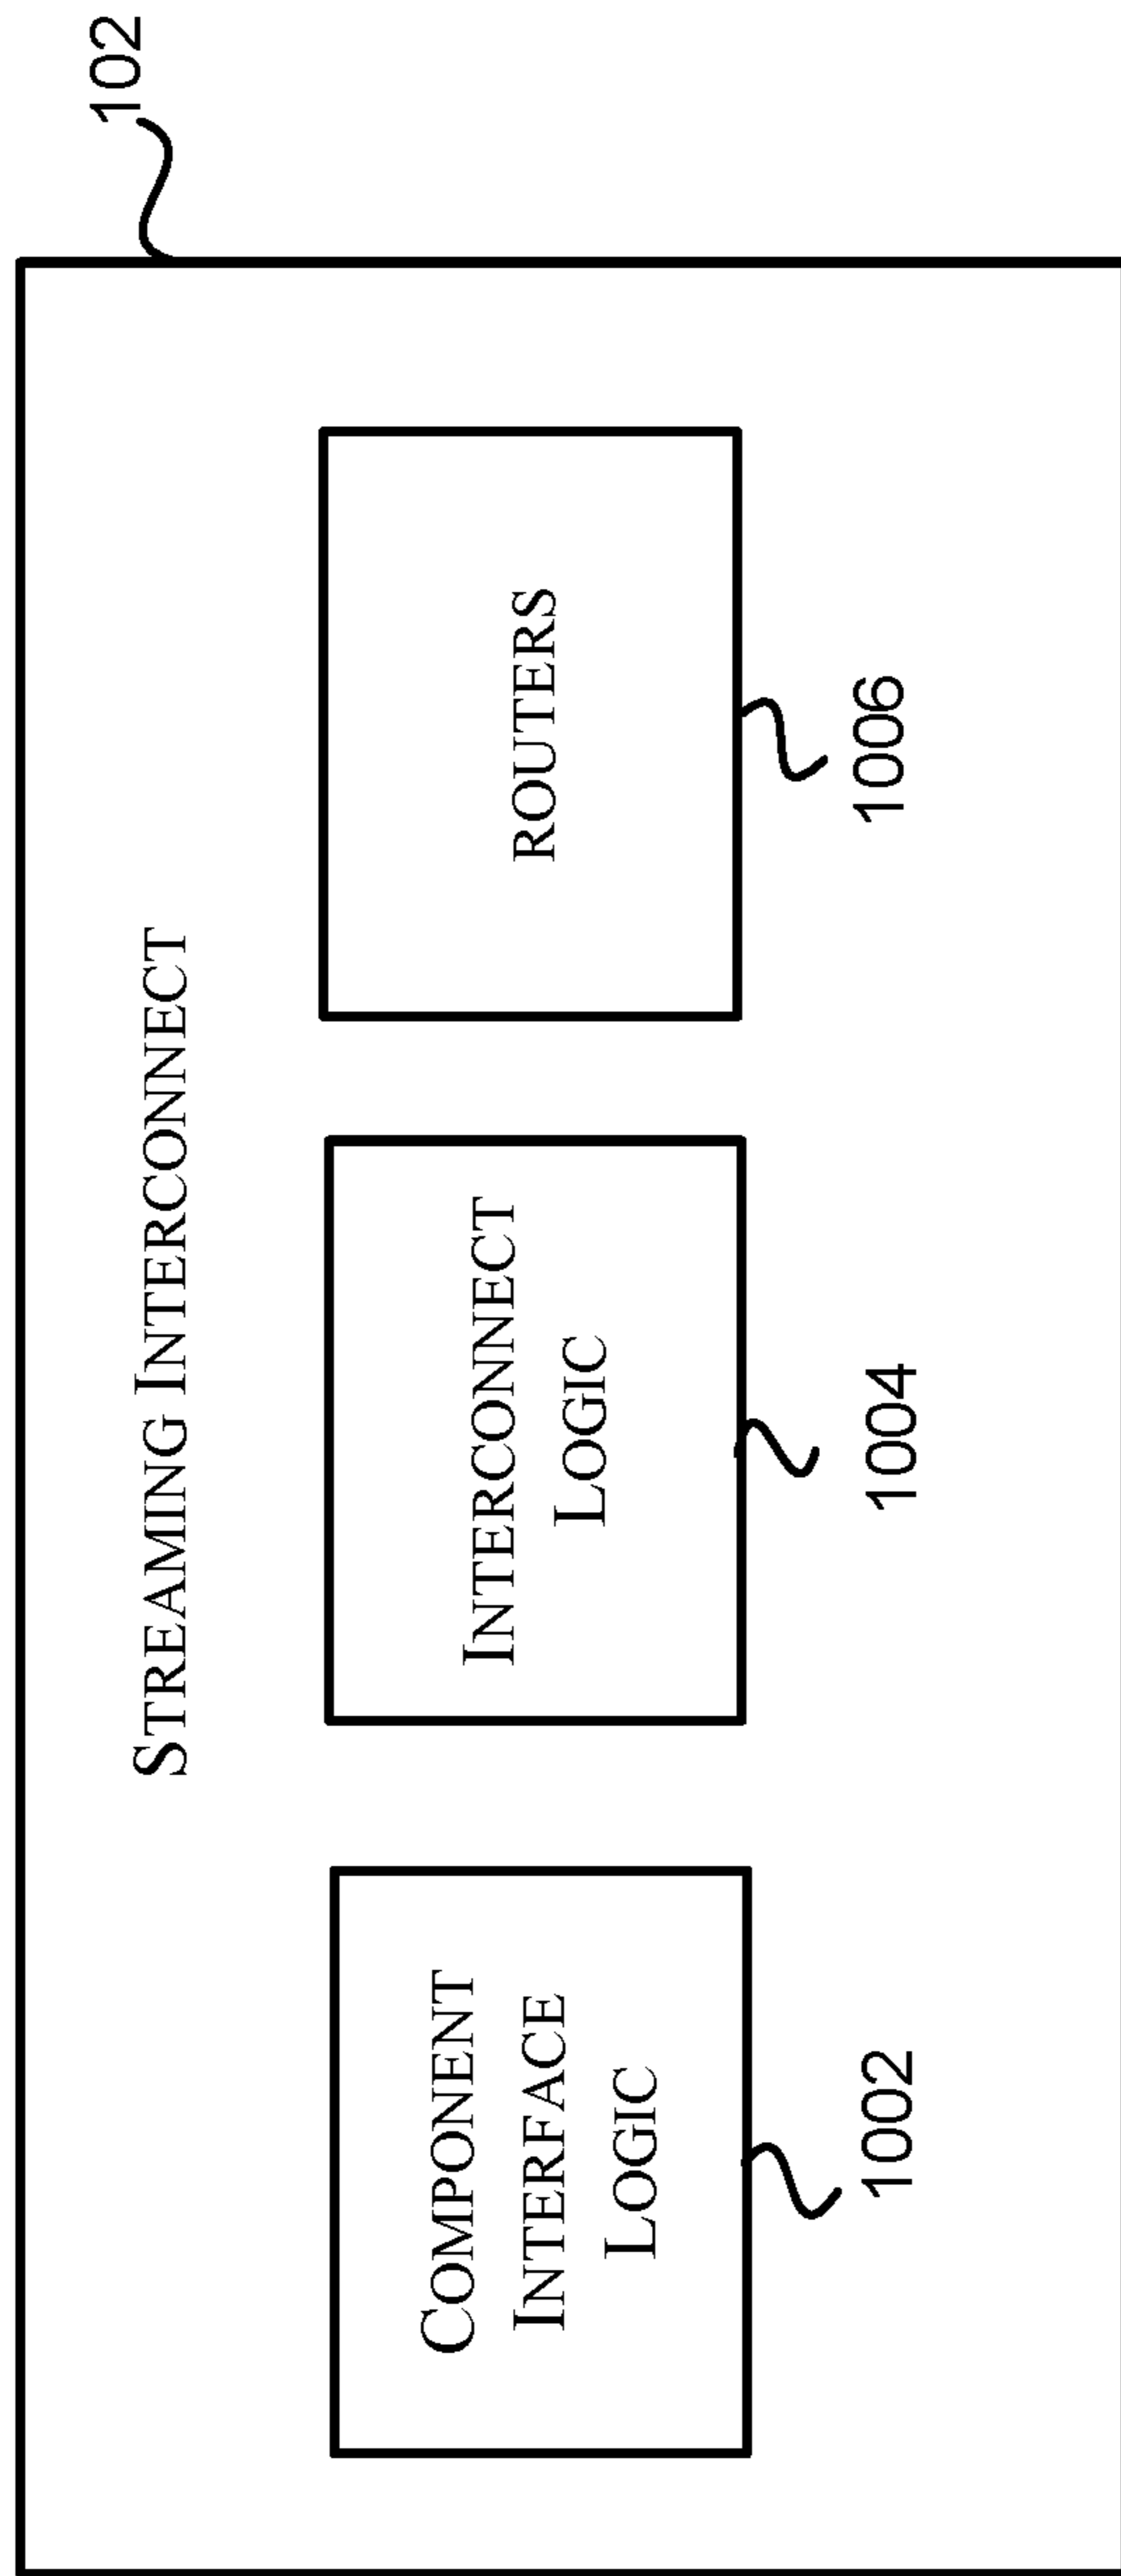 102
STREAMING INTERCONNECT
COMPONENT
INTERFACE
LOGIC
1002
INTERCONNECT
LOGIC
1004
ROUTERS
1006